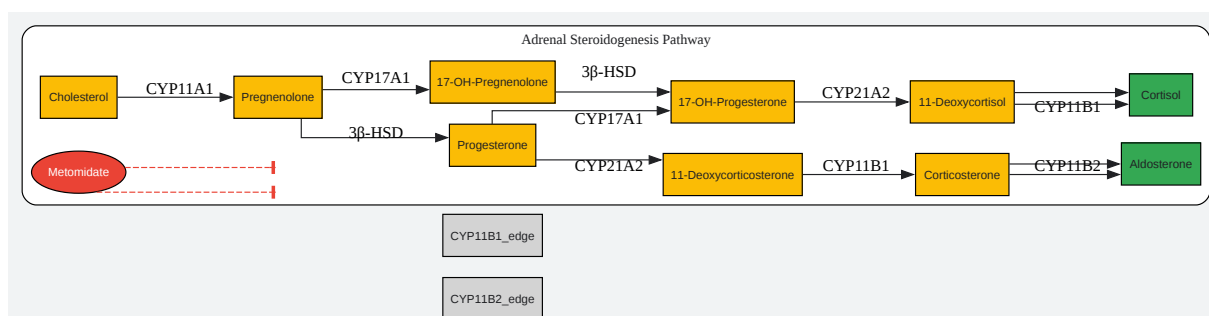 Adrenal Steroidogenesis Pathway
Cholesterol
CYP11A1
Pregnenolone
CYP17A1
17-OH-Pregnenolone
3β-HSD
17-OH-Progesterone
CYP21A2
11-Deoxycortisol
CYP11B1
Cortisol
3β-HSD
Progesterone
CYP17A1
CYP21A2
11-Deoxycorticosterone
CYP11B1
Corticosterone
CYP11B2
Aldosterone
Metomidate
CYP11B1_edge
CYP11B2_edge